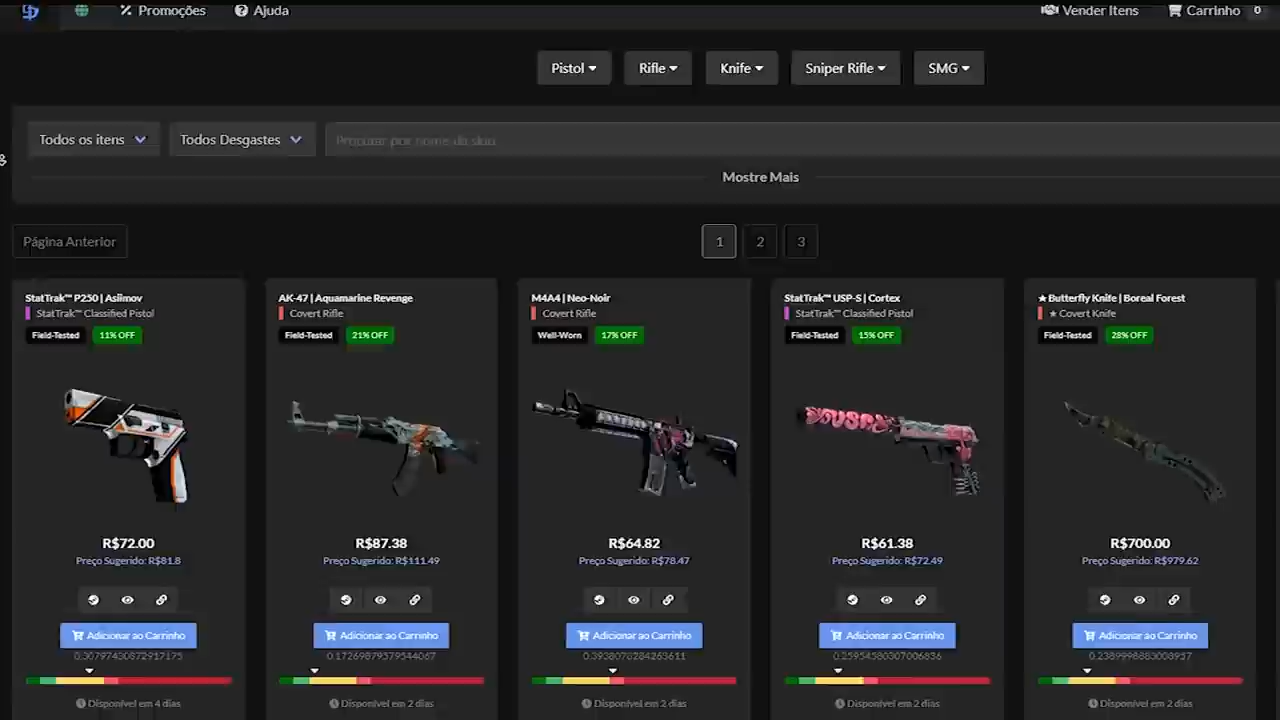 Promoções Ajuda Vender Itens Carrinho 0
Pistol Rifle Knife Sniper Rifle SMG
Todos os itens Todos Desgastes Procurar por nome da skin
Mostre Mais
Página Anterior 1 2 3
StatTrak™ P250 | Asiimov
StatTrak™ Classified Pistol
Field-Tested 11% OFF
R$72.00
Preço Sugerido: R$81.8
Adicionar ao Carrinho
Disponível em 4 dias
AK-47 | Aquamarine Revenge
Covert Rifle
Field-Tested 21% OFF
R$87.38
Preço Sugerido: R$111.49
Adicionar ao Carrinho
Disponível em 2 dias
M4A4 | Neo-Noir
Covert Rifle
Well-Worn 17% OFF
R$64.82
Preço Sugerido: R$78.47
Adicionar ao Carrinho
Disponível em 2 dias
StatTrak™ USP-S | Cortex
StatTrak™ Classified Pistol
Field-Tested 15% OFF
R$61.38
Preço Sugerido: R$72.49
Adicionar ao Carrinho
Disponível em 2 dias
★ Butterfly Knife | Boreal Forest
★ Covert Knife
Field-Tested 28% OFF
R$700.00
Preço Sugerido: R$979.62
Adicionar ao Carrinho
Disponível em 2 dias